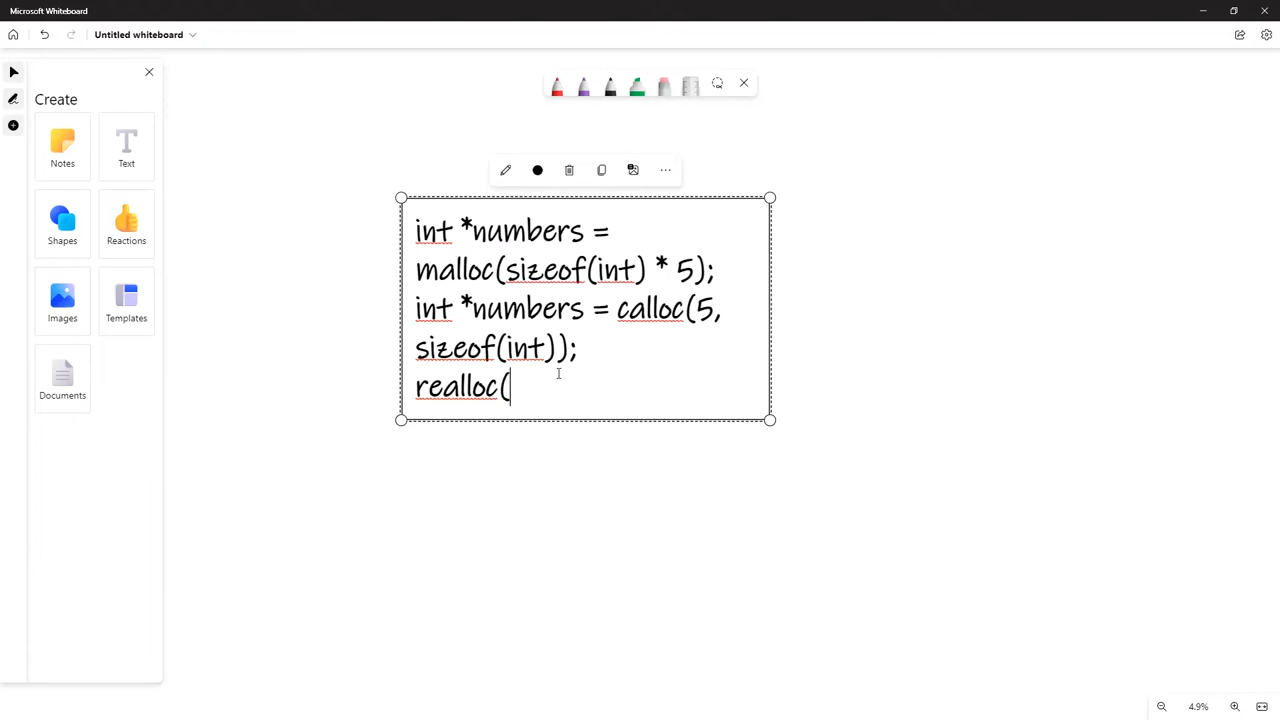 Microsoft Whiteboard
Untitled whiteboard
Create
Notes
Text
Shapes
Reactions
Images
Templates
Documents
int *numbers =
malloc(sizeof(int) * 5);
int *numbers = calloc(5,
sizeof(int));
realloc(
4.9%